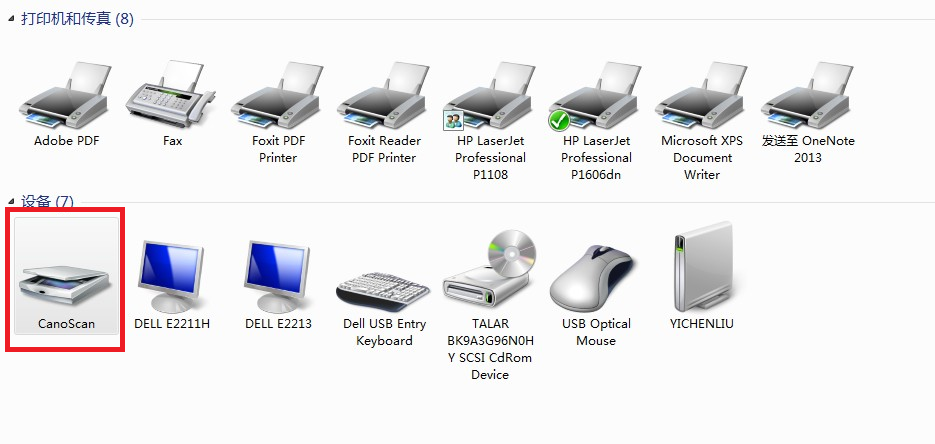 打印机和传真 (8)
Adobe PDF
Fax
Foxit PDF
Printer
Foxit Reader
PDF Printer
HP LaserJet
Professional
P1108
HP LaserJet
Professional
P1606dn
Microsoft XPS
Document
Writer
发送至 OneNote
2013
设备 (7)
CanoScan
DELL E2211H
DELL E2213
Dell USB Entry
Keyboard
TALAR
BK9A3G96N0H
Y SCSI CdRom
Device
USB Optical
Mouse
YICHENLIU